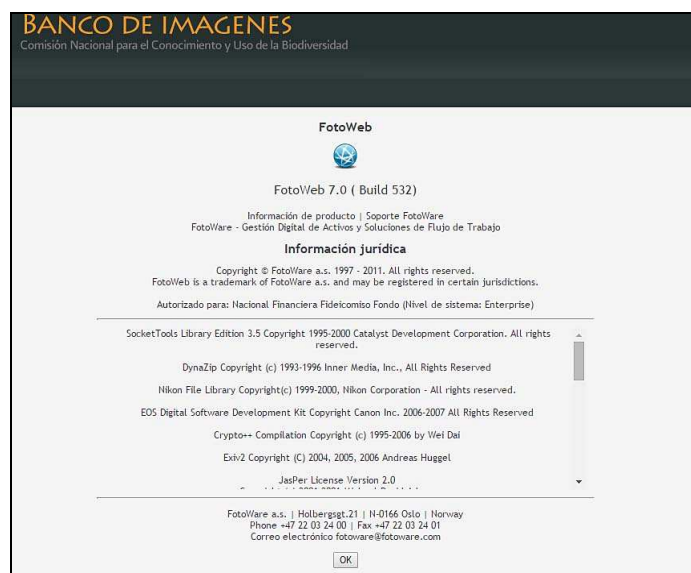 BANCO DE IMAGENES
Comisión Nacional para el Conocimiento y Uso de la Biodiversidad
FotoWeb
FotoWeb 7.0 ( Build 532)
Información de producto | Soporte FotoWare
FotoWare - Gestión Digital de Activos y Soluciones de Flujo de Trabajo
Información jurídica
Copyright © FotoWare a.s. 1997 - 2011. All rights reserved.
FotoWeb is a trademark of FotoWare a.s. and may be registered in certain jurisdictions.
Autorizado para: Nacional Financiera Fideicomiso Fondo (Nivel de sistema: Enterprise)
SocketTools Library Edition 3.5 Copyright 1995-2000 Catalyst Development Corporation. All rights
reserved.
DynaZip Copyright (c) 1993-1996 Inner Media, Inc., All Rights Reserved
Nikon File Library Copyright(c) 1999-2000, Nikon Corporation - All rights reserved.
EOS Digital Software Development Kit Copyright Canon Inc. 2006-2007 All Rights Reserved
Crypto++ Compilation Copyright (c) 1995-2006 by Wei Dai
Exiv2 Copyright (C) 2004, 2005, 2006 Andreas Huggel
JasPer License Version 2.0
FotoWare a.s. | Holbergsgt.21 | N-0166 Oslo | Norway
Phone +47 22 03 24 00 | Fax +47 22 03 24 01
Correo electrónico fotoware@fotoware.com
OK